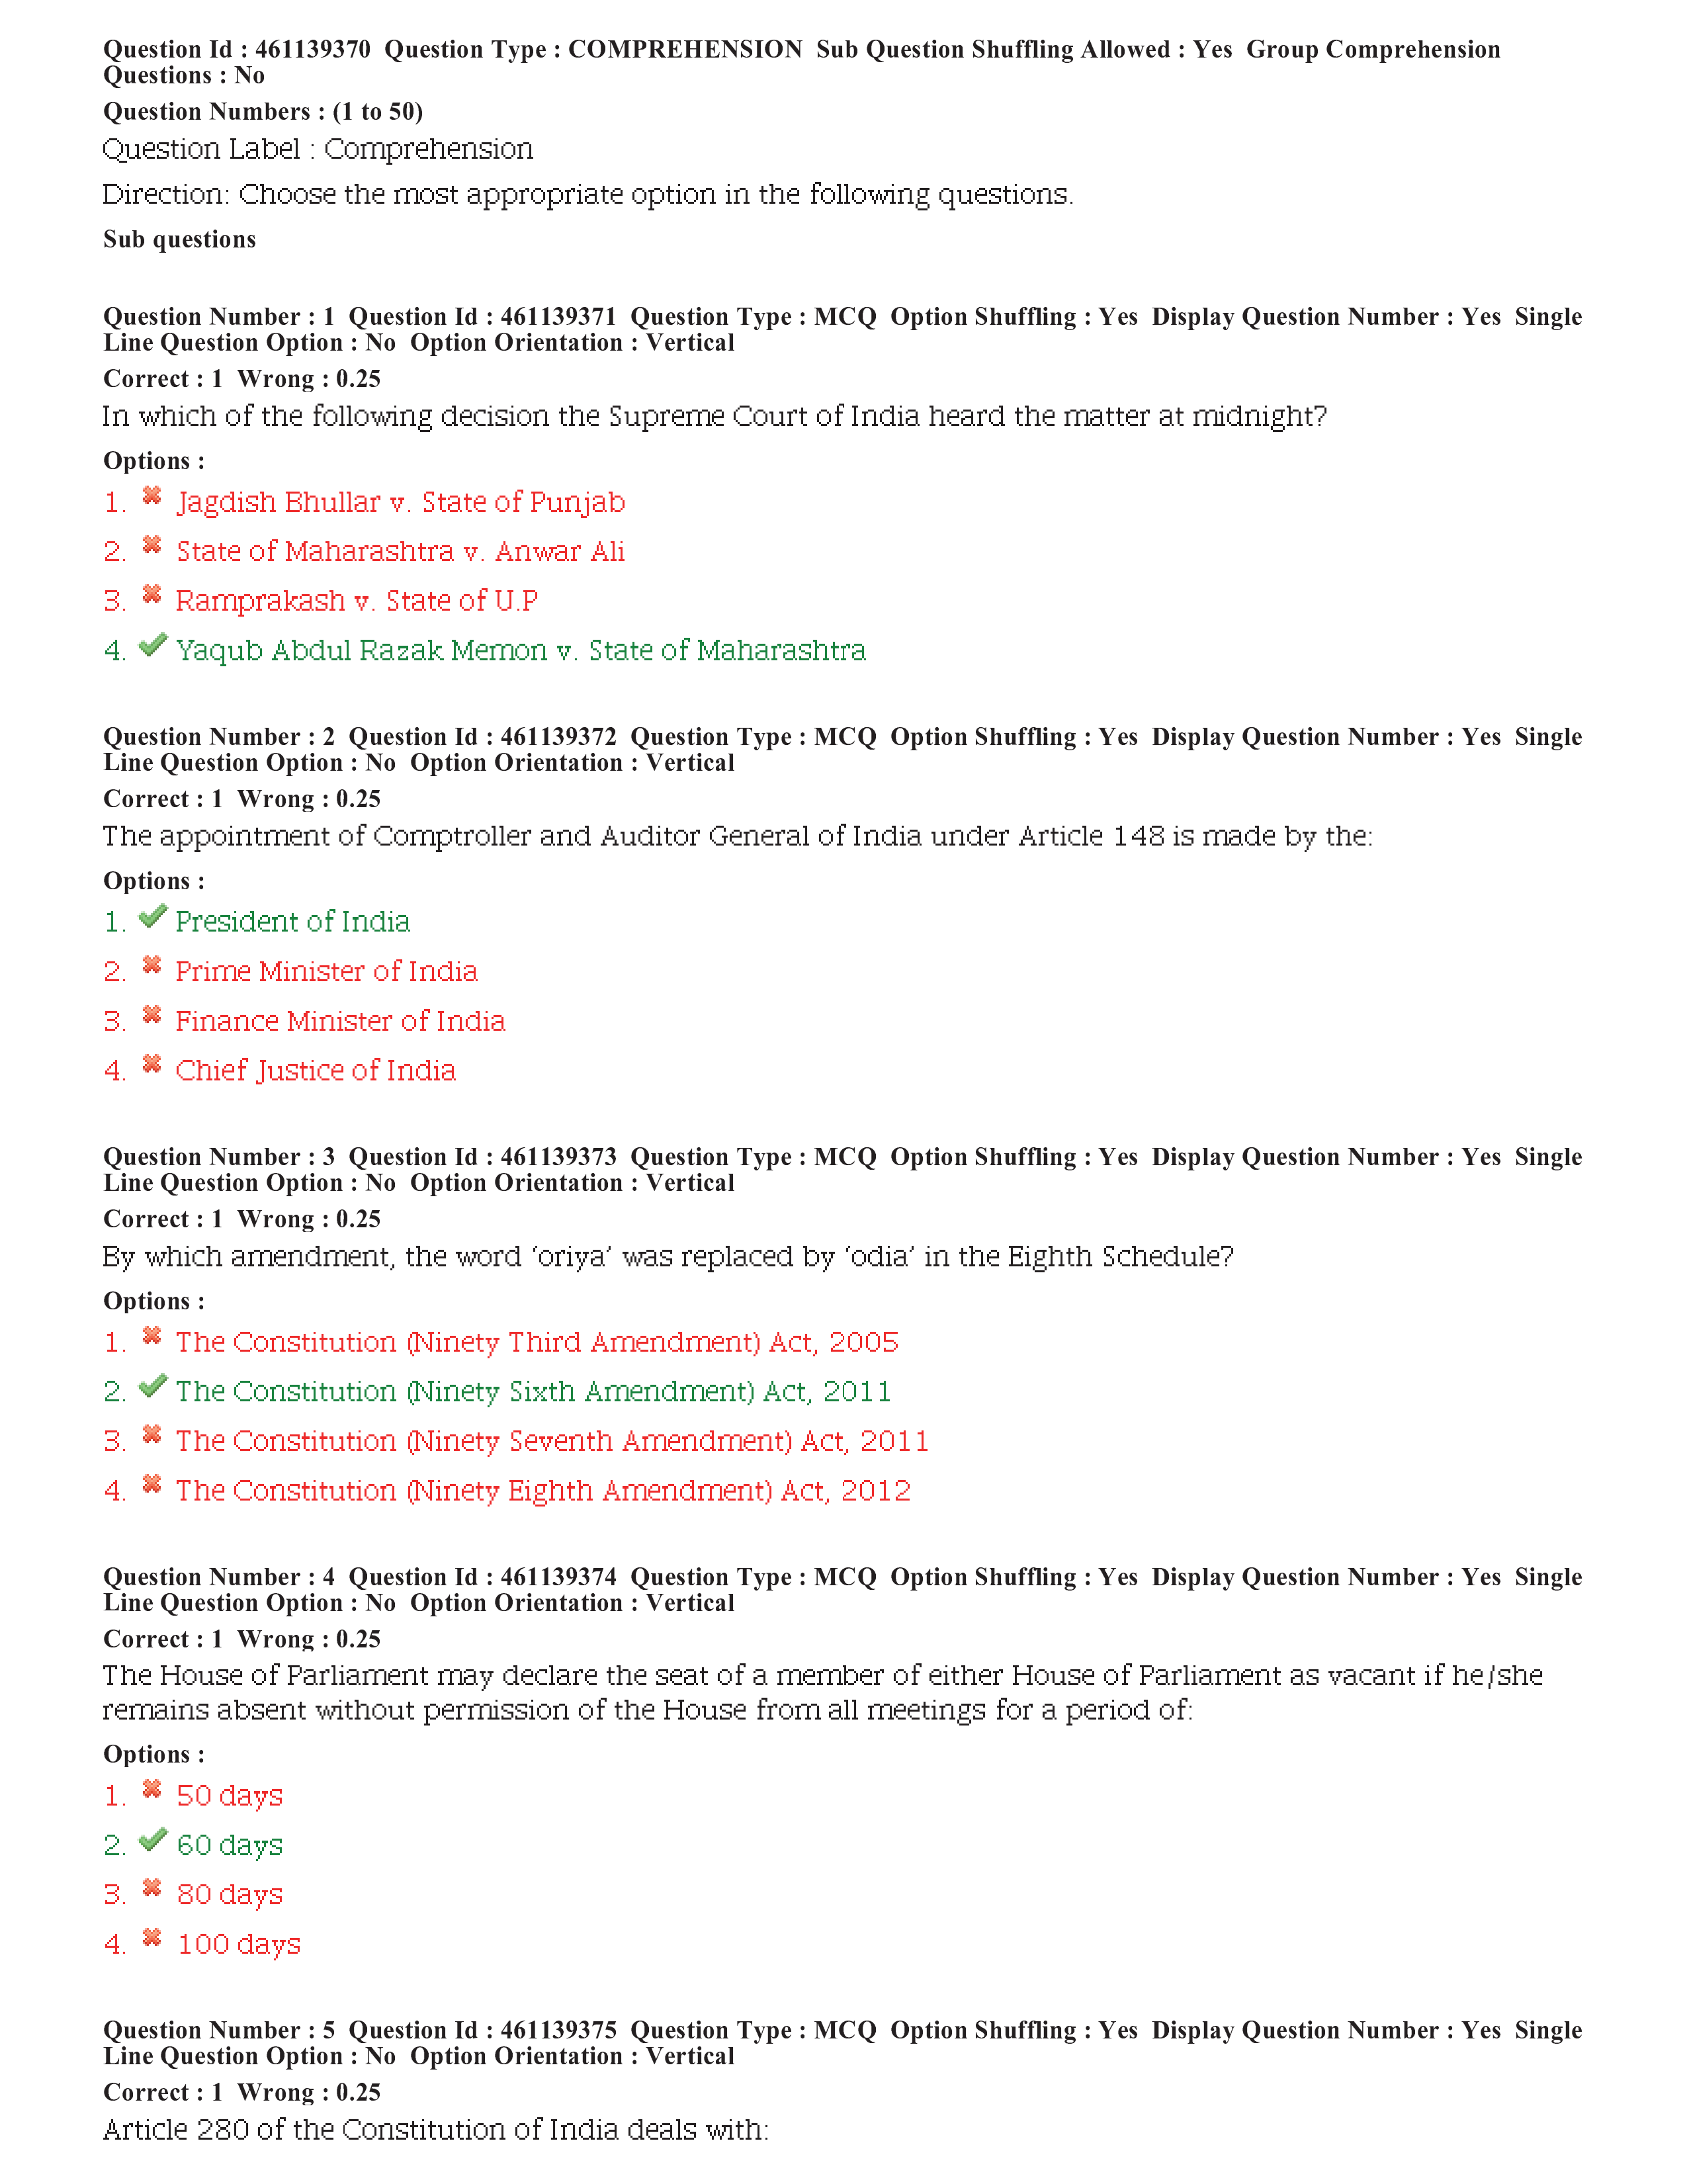 Question Id : 461139370 Question Type : COMPREHENSION Sub Question Shuffling Allowed : Yes Group Comprehension
Questions : No
Question Numbers : (1 to 50)
Question Label : Comprehension
Direction: Choose the most appropriate option in the following questions.
Sub questions
Question Number : 1 Question Id : 461139371 Question Type : MCQ Option Shuffling : Yes Display Question Number : Yes Single
Line Question Option : No Option Orientation : Vertical
Correct : 1 Wrong : 0.25
In which of the following decision the Supreme Court of India heard the matter at midnight?
Options :
1. Jagdish Bhullar v. State of Punjab
2. State of Maharashtra v. Anwar Ali
3. Ramprakash v. State of U.P
4. Yaqub Abdul Razak Memon v. State of Maharashtra
Question Number : 2 Question Id : 461139372 Question Type : MCQ Option Shuffling : Yes Display Question Number : Yes Single
Line Question Option : No Option Orientation : Vertical
Correct : 1 Wrong : 0.25
The appointment of Comptroller and Auditor General of India under Article 148 is made by the:
Options :
1. President of India
2. Prime Minister of India
3. Finance Minister of India
4. Chief Justice of India
Question Number : 3 Question Id : 461139373 Question Type : MCQ Option Shuffling : Yes Display Question Number : Yes Single
Line Question Option : No Option Orientation : Vertical
Correct : 1 Wrong : 0.25
By which amendment, the word ‘oriya’ was replaced by ‘odia’ in the Eighth Schedule?
Options :
1. The Constitution (Ninety Third Amendment) Act, 2005
2. The Constitution (Ninety Sixth Amendment) Act, 2011
3. The Constitution (Ninety Seventh Amendment) Act, 2011
4. The Constitution (Ninety Eighth Amendment) Act, 2012
Question Number : 4 Question Id : 461139374 Question Type : MCQ Option Shuffling : Yes Display Question Number : Yes Single
Line Question Option : No Option Orientation : Vertical
Correct : 1 Wrong : 0.25
The House of Parliament may declare the seat of a member of either House of Parliament as vacant if he/she
remains absent without permission of the House from all meetings for a period of:
Options :
1. 50 days
2. 60 days
3. 80 days
4. 100 days
Question Number : 5 Question Id : 461139375 Question Type : MCQ Option Shuffling : Yes Display Question Number : Yes Single
Line Question Option : No Option Orientation : Vertical
Correct : 1 Wrong : 0.25
Article 280 of the Constitution of India deals with: